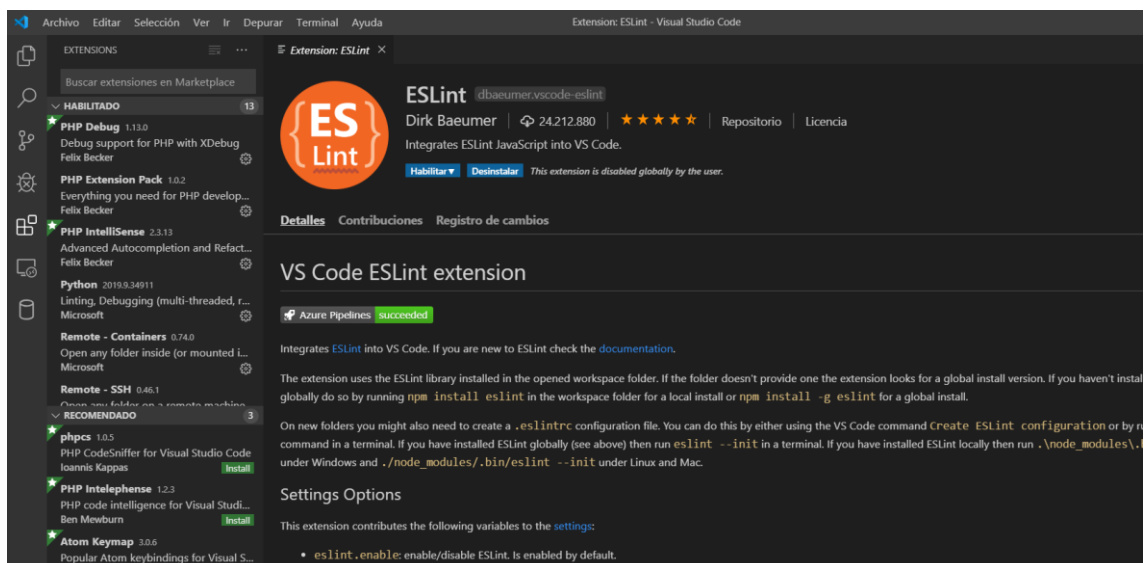 Archivo Editar Selección Ver Ir Depurar Terminal Ayuda
Extension: ESLint - Visual Studio Code
EXTENSIONS
Buscar extensiones en Marketplace
HABILITADO 13
PHP Debug 1.13.0
Debug support for PHP with XDebug
Felix Becker
PHP Extension Pack 1.0.2
Everything you need for PHP develop...
Felix Becker
PHP IntelliSense 2.3.13
Advanced Autocompletion and Refact...
Felix Becker
Python 2019.9.34911
Linting, Debugging (multi-threaded, r...
Microsoft
Remote - Containers 0.74.0
Open any folder inside (or mounted i...
Microsoft
Remote - SSH 0.46.1
Open any folder on a remote machine
RECOMENDADO 3
phpcs 1.0.5
PHP CodeSniffer for Visual Studio Code
Ioannis Kappas Install
PHP Intelephense 1.2.3
PHP code intelligence for Visual Studi...
Ben Mewburn Install
Atom Keymap 3.0.6
Popular Atom keybindings for Visual S...
Extension: ESLint
ES
Lint
ESLint dbaeumer.vscode-eslint
Dirk Baeumer 24.212.880 Repositorio Licencia
Integrates ESLint JavaScript into VS Code.
Habilitar Desinstalar This extension is disabled globally by the user.
Detalles Contribuciones Registro de cambios
VS Code ESLint extension
Azure Pipelines succeeded
Integrates ESLint into VS Code. If you are new to ESLint check the documentation.
The extension uses the ESLint library installed in the opened workspace folder. If the folder doesn't provide one the extension looks for a global install version. If you haven't instal
globally do so by running npm install eslint in the workspace folder for a local install or npm install -g eslint for a global install.
On new folders you might also need to create a .eslintrc configuration file. You can do this by either using the VS Code command Create ESLint configuration or by ru
command in a terminal. If you have installed ESLint globally (see above) then run eslint --init in a terminal. If you have installed ESLint locally then run .\node_modules\.
under Windows and ./node_modules/.bin/eslint --init under Linux and Mac.
Settings Options
This extension contributes the following variables to the settings:
• eslint.enable: enable/disable ESLint. Is enabled by default.